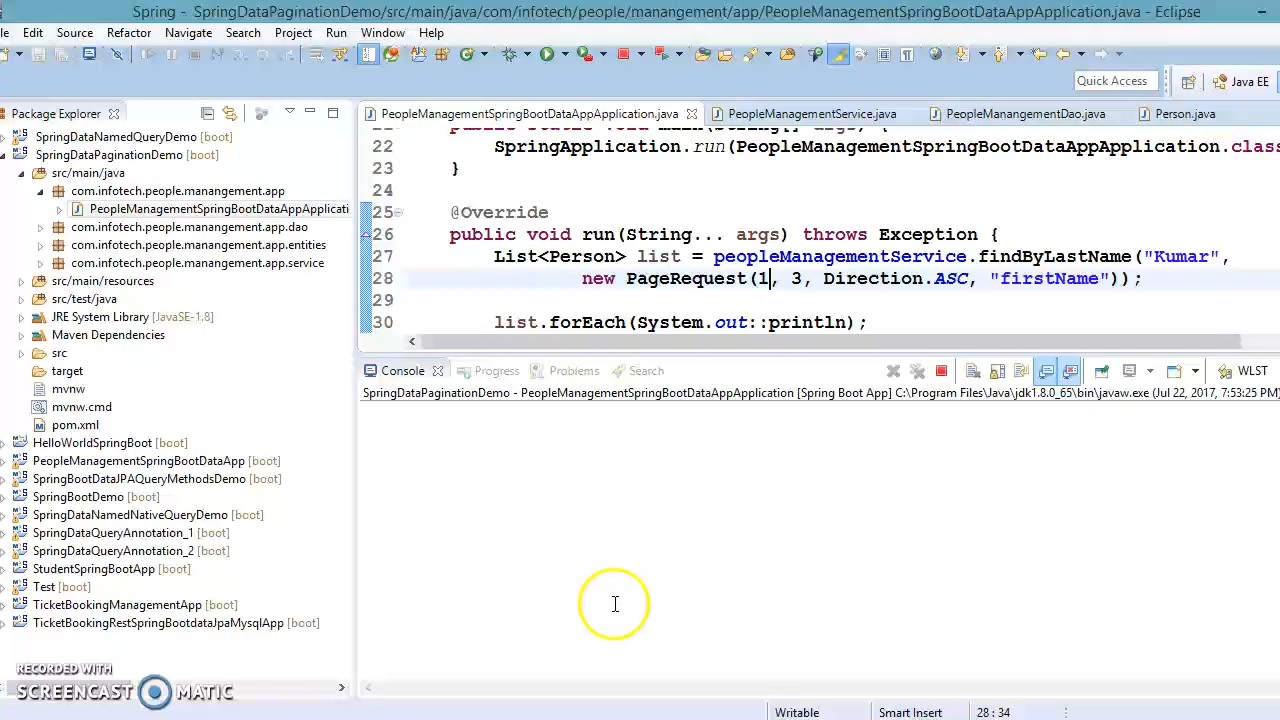 Spring - SpringDataPaginationDemo/src/main/java/com/infotech/people/manangement/app/PeopleManagementSpringBootDataAppApplication.java - Eclipse
Edit Source Refactor Navigate Search Project Run Window Help
Quick Access Java EE
Package Explorer
SpringDataNamedQueryDemo [boot]
SpringDataPaginationDemo [boot]
src/main/java
com.infotech.people.manangement.app
PeopleManagementSpringBootDataAppApplicati
com.infotech.people.manangement.app.dao
com.infotech.people.manangement.app.entities
com.infotech.people.manangement.app.service
src/main/resources
src/test/java
JRE System Library [JavaSE-1.8]
Maven Dependencies
src
target
mvnw
mvnw.cmd
pom.xml
HelloWorldSpringBoot [boot]
PeopleManagementSpringBootDataApp [boot]
SpringBootDataJPAQueryMethodsDemo [boot]
SpringBootDemo [boot]
SpringDataNamedNativeQueryDemo [boot]
SpringDataQueryAnnotation_1 [boot]
SpringDataQueryAnnotation_2 [boot]
StudentSpringBootApp [boot]
Test [boot]
TicketBookingManagementApp [boot]
TicketBookingRestSpringBootdataJpaMysqlApp [boot]
PeopleManagementSpringBootDataAppApplication.java PeopleManagementService.java PeopleManangementDao.java Person.java
21 public static void main(String[] args) {
22 SpringApplication.run(PeopleManagementSpringBootDataAppApplication.class
23 }
24
25 @Override
26 public void run(String... args) throws Exception {
27 List<Person> list = peopleManagementService.findByLastName("Kumar",
28 new PageRequest(1, 3, Direction.ASC, "firstName"));
29
30 list.forEach(System.out::println);
Console Progress Problems Search WLST
SpringDataPaginationDemo - PeopleManagementSpringBootDataAppApplication [Spring Boot App] C:\Program Files\Java\jdk1.8.0_65\bin\javaw.exe (Jul 22, 2017, 7:53:25 PM)
RECORDED WITH
SCREENCAST MATIC
Writable Smart Insert 28 : 34